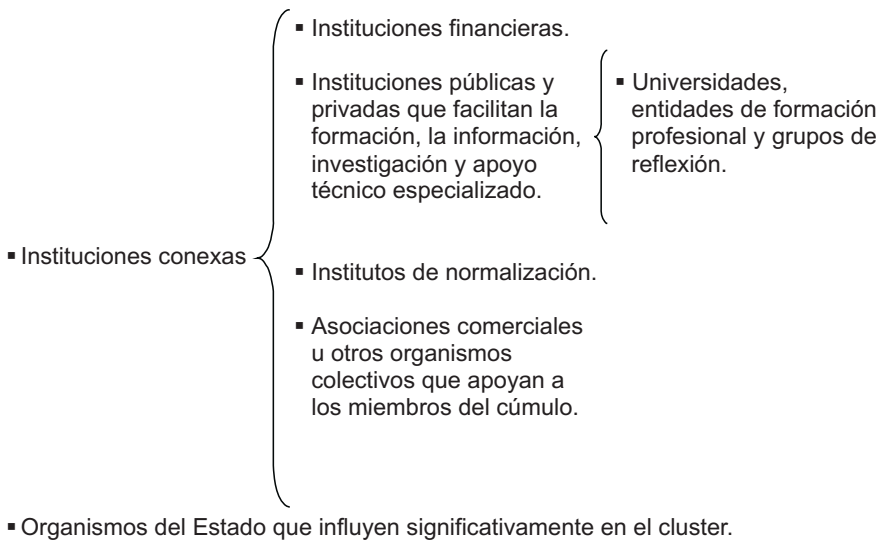 ▪ Instituciones financieras.
▪ Instituciones públicas y
privadas que facilitan la
formación, la información,
investigación y apoyo
técnico especializado.
▪ Universidades,
entidades de formación
profesional y grupos de
reflexión.
▪ Instituciones conexas
▪ Institutos de normalización.
▪ Asociaciones comerciales
u otros organismos
colectivos que apoyan a
los miembros del cúmulo.
▪ Organismos del Estado que influyen significativamente en el cluster.